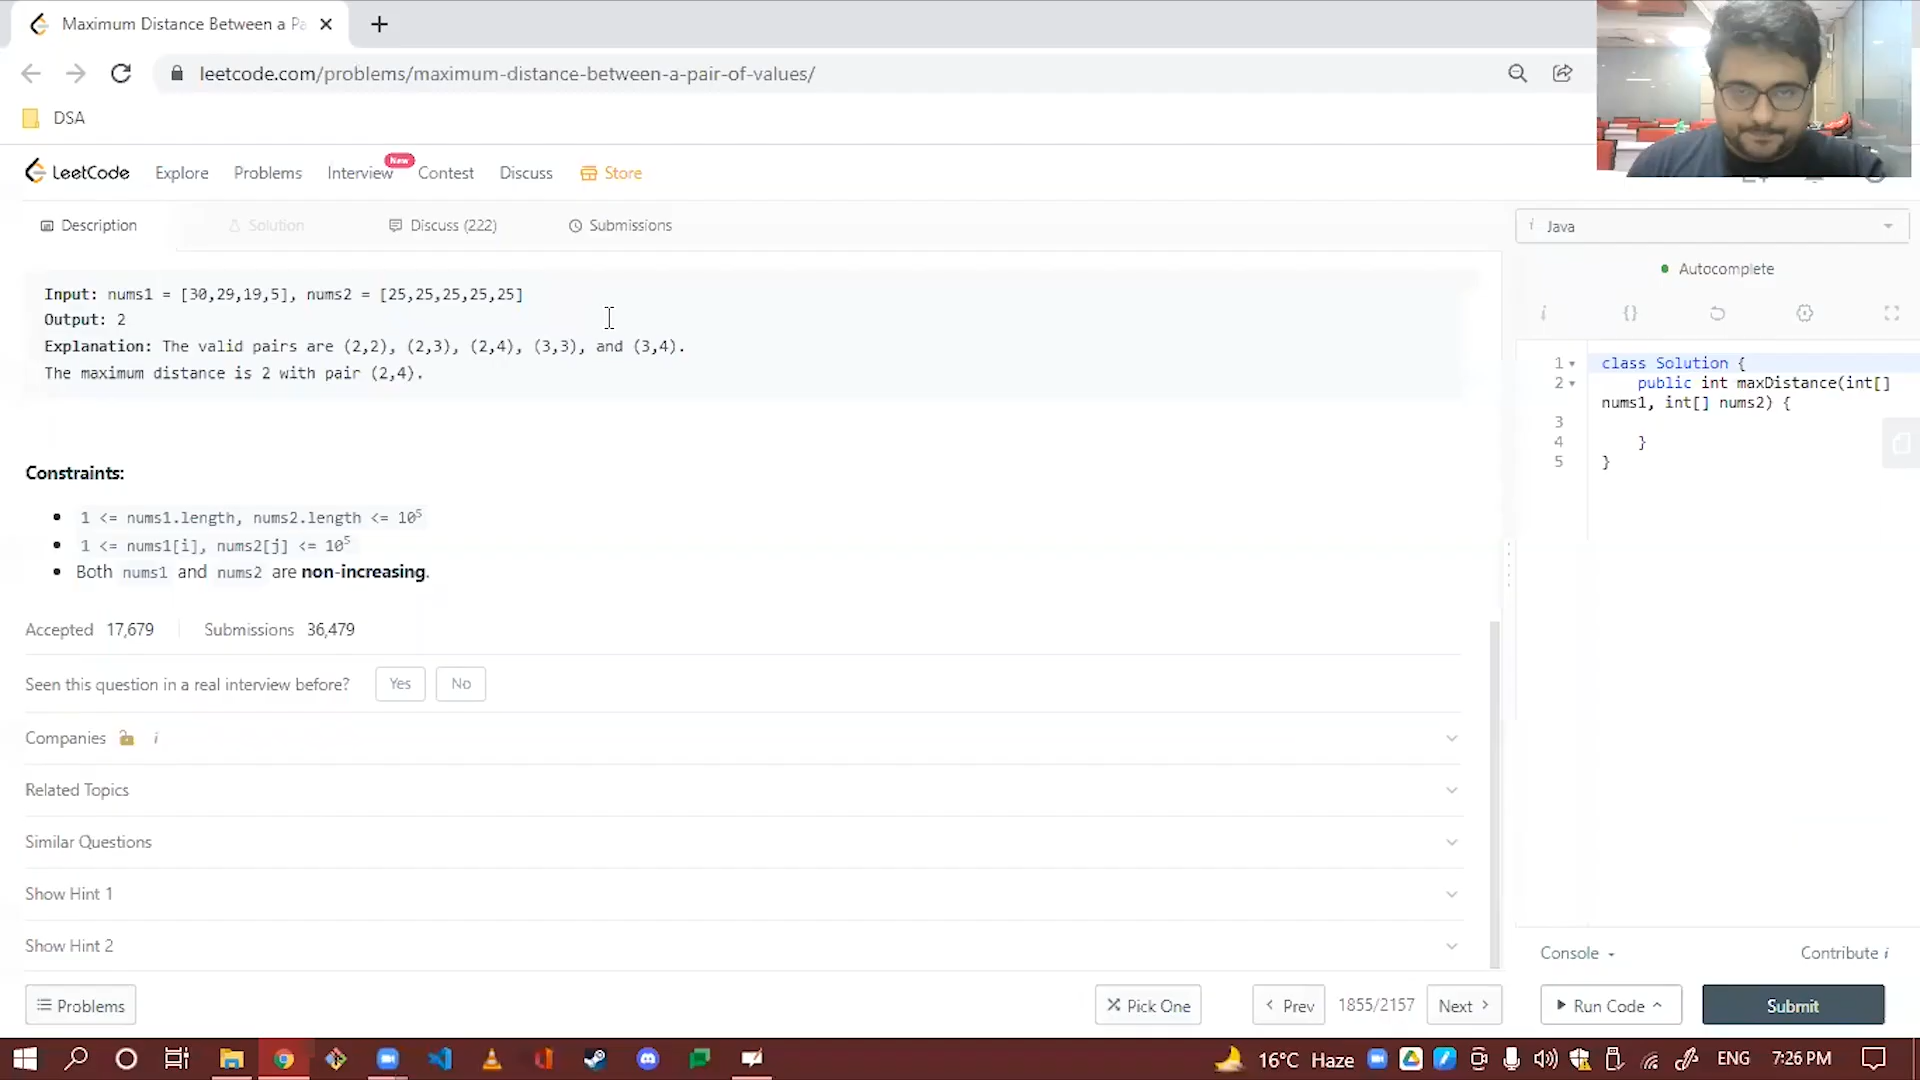 Maximum Distance Between a Pa
leetcode.com/problems/maximum-distance-between-a-pair-of-values/
DSA
LeetCode Explore Problems Interview New Contest Discuss Store
Description Solution Discuss (222) Submissions
Input: nums1 = [30,29,19,5], nums2 = [25,25,25,25,25]
Output: 2
Explanation: The valid pairs are (2,2), (2,3), (2,4), (3,3), and (3,4).
The maximum distance is 2 with pair (2,4).
Constraints:
• 1 <= nums1.length, nums2.length <= 10⁵
• 1 <= nums1[i], nums2[j] <= 10⁵
• Both nums1 and nums2 are non-increasing.
Accepted 17,679 Submissions 36,479
Seen this question in a real interview before? Yes No
Companies i
Related Topics
Similar Questions
Show Hint 1
Show Hint 2
Problems Pick One < Prev 1855/2157 Next >
i Java
Autocomplete
i {}
1 class Solution {
2 public int maxDistance(int[]
nums1, int[] nums2) {
3
4 }
5 }
Console Contribute i
Run Code Submit
16°C Haze ENG 7:26 PM